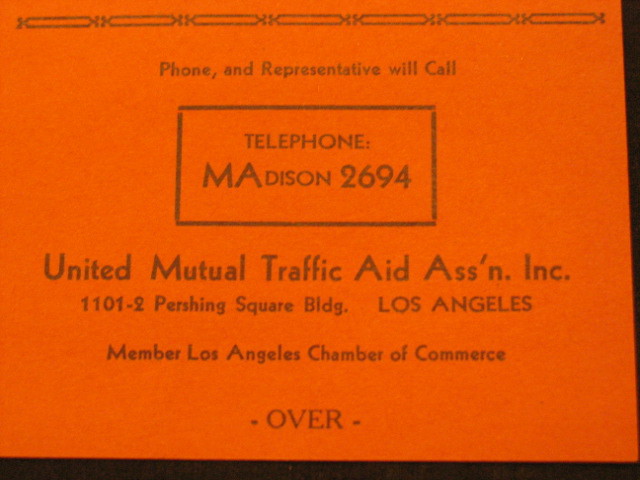 Phone, and Representative will Call
TELEPHONE:
MADISON 2694
United Mutual Traffic Aid Ass'n. Inc.
1101-2 Pershing Square Bldg. LOS ANGELES
Member Los Angeles Chamber of Commerce
- OVER -